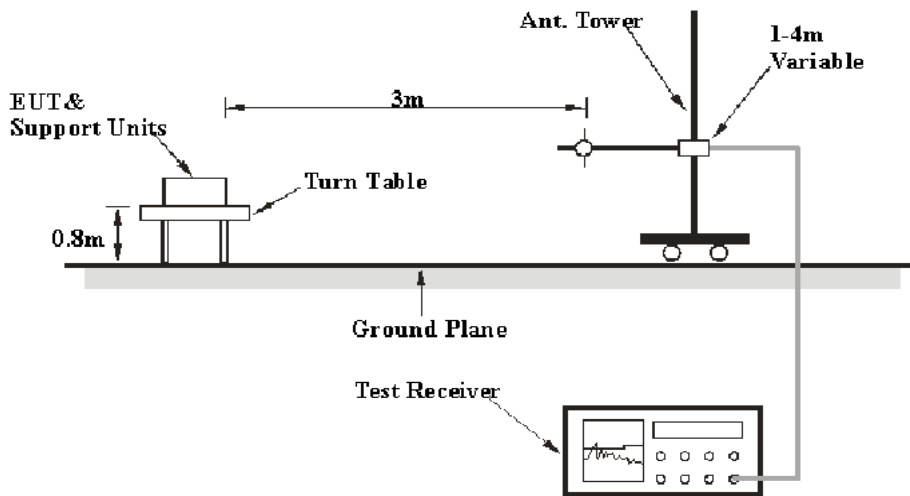 Ant. Tower
1-4m
Variable
EUT&
Support Units
3m
Turn Table
0.8m
Ground Plane
Test Receiver